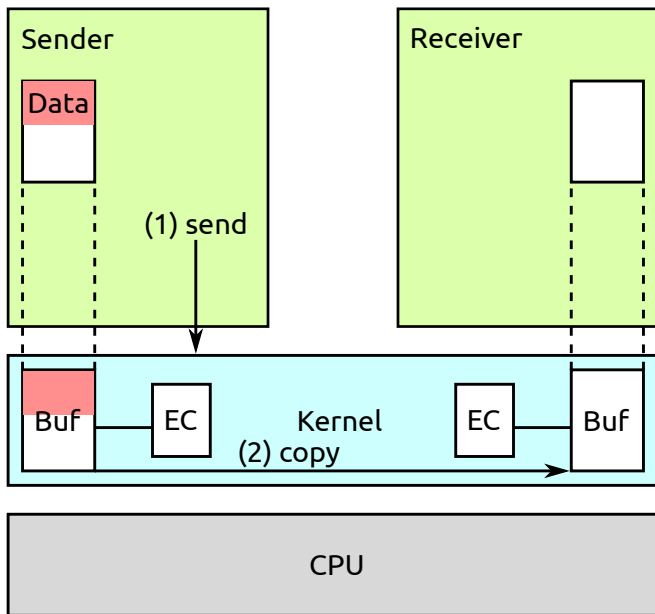 Sender
Receiver
Data
(1) send
Buf
EC
Kernel
EC
Buf
(2) copy
CPU